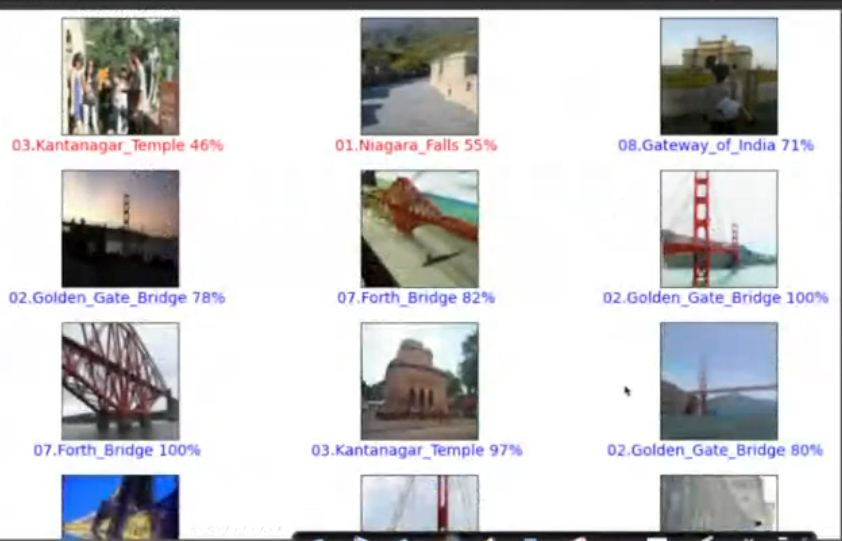 03.Kantanagar_Temple 46%
01.Niagara_Falls 55%
08.Gateway_of_India 71%
02.Golden_Gate_Bridge 78%
07.Forth_Bridge 82%
02.Golden_Gate_Bridge 100%
07.Forth_Bridge 100%
03.Kantanagar_Temple 97%
02.Golden_Gate_Bridge 80%